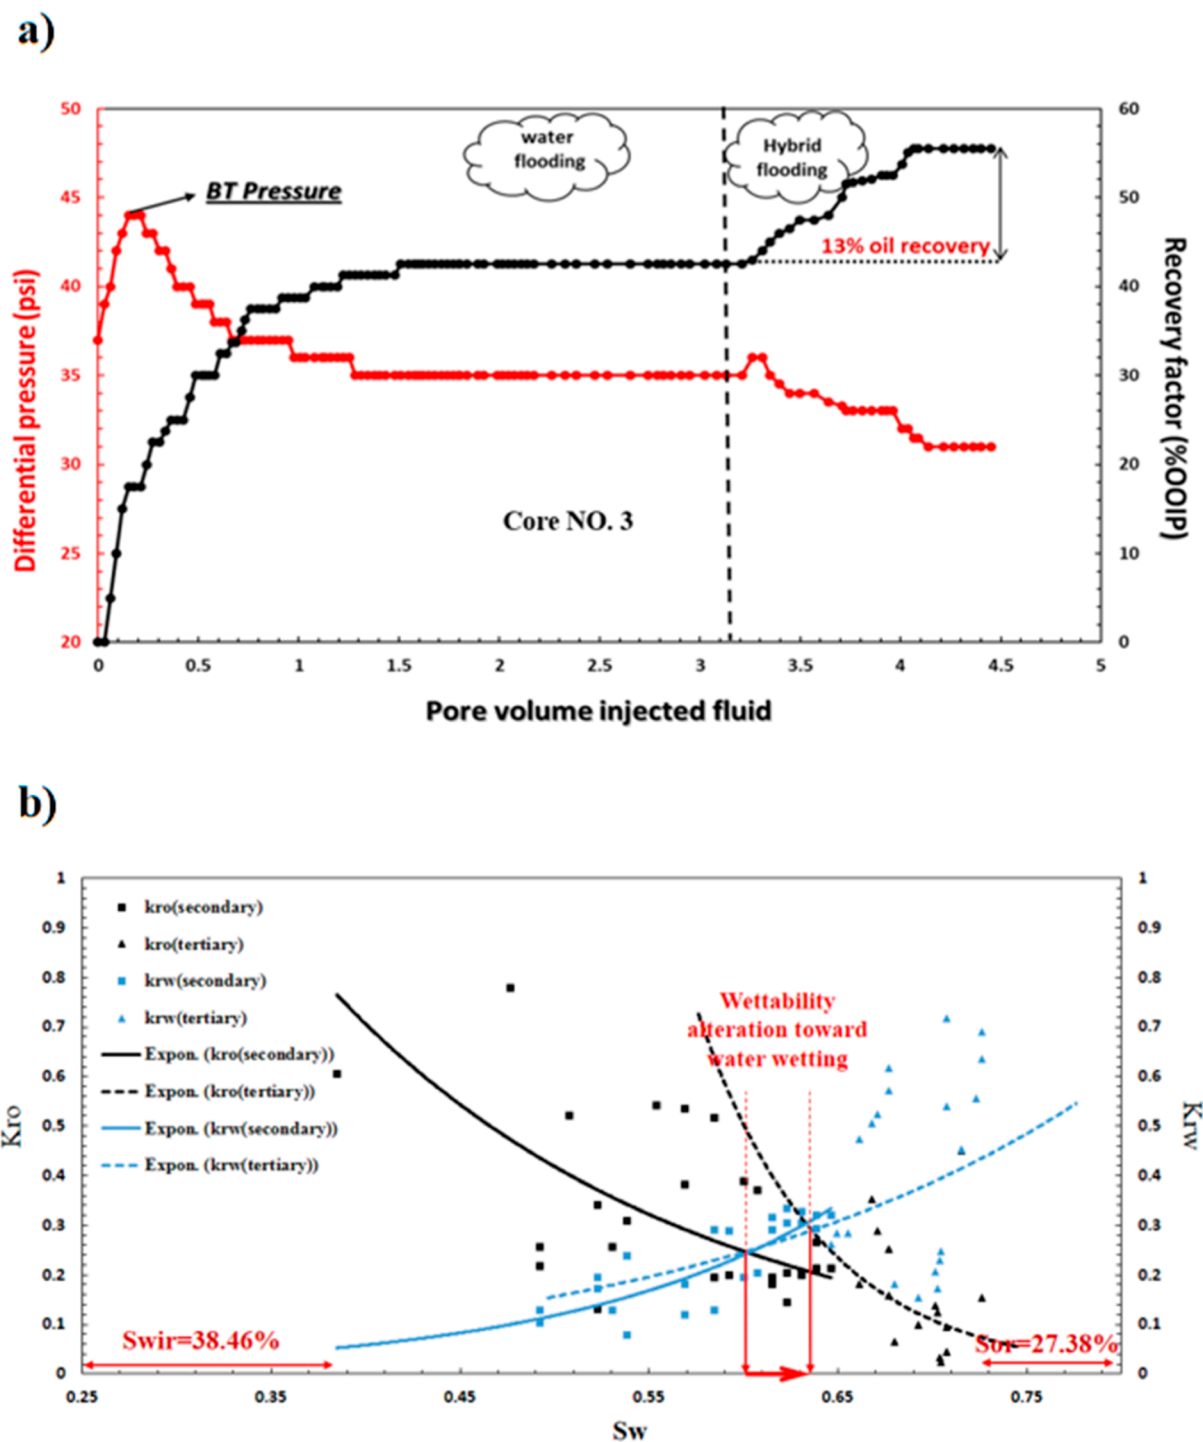 a)
50
45
40
35
30
25
20
Differential pressure (psi)
BT Pressure
water
flooding
Hybrid
flooding
13% oil recovery
Core NO. 3
60
50
40
30
20
10
0
Recovery factor (%OOIP)
0 0.5 1 1.5 2 2.5 3 3.5 4 4.5 5
Pore volume injected fluid
b)
1
0.9
0.8
0.7
0.6
0.5
0.4
0.3
0.2
0.1
0
Kro
kro(secondary)
kro(tertiary)
krw(secondary)
krw(tertiary)
Expon. (kro(secondary))
Expon. (kro(tertiary))
Expon. (krw(secondary))
Expon. (krw(tertiary))
Wettability
alteration toward
water wetting
Swir=38.46%
Sor=27.38%
1
0.9
0.8
0.7
0.6
0.5
0.4
0.3
0.2
0.1
0
Krw
0.25 0.35 0.45 0.55 0.65 0.75
Sw